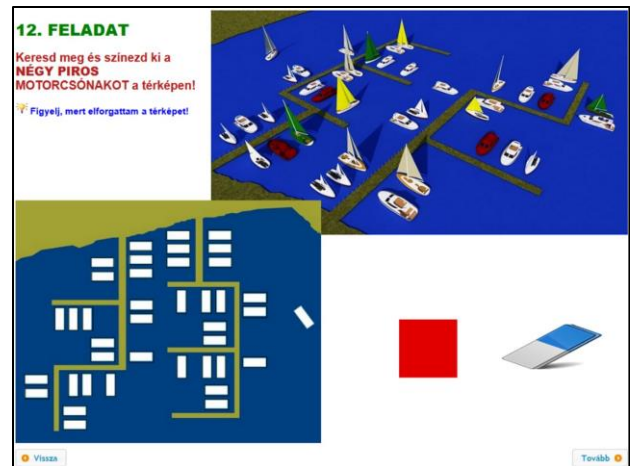 12. FELADAT
Keresd meg és színezd ki a
NÉGY PIROS
MOTORCSÓNAKOT a térképen!
Figyelj, mert elforgattam a térképet!
Vissza
Tovább